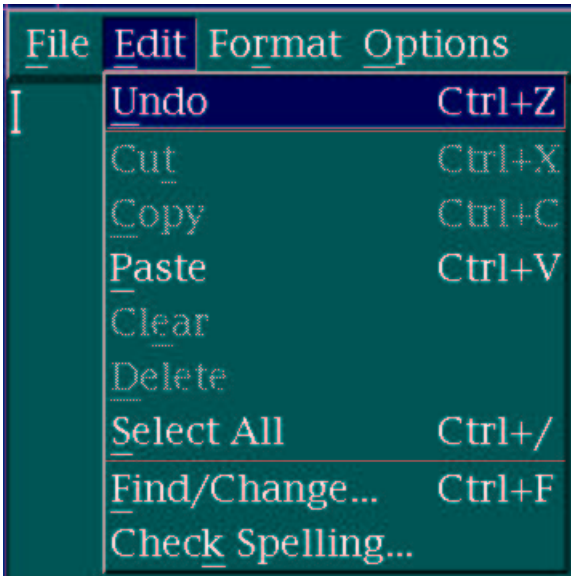 File Edit Format Options
Undo Ctrl+Z
Cut Ctrl+X
Copy Ctrl+C
Paste Ctrl+V
Clear
Delete
Select All Ctrl+/
Find/Change... Ctrl+F
Check Spelling...